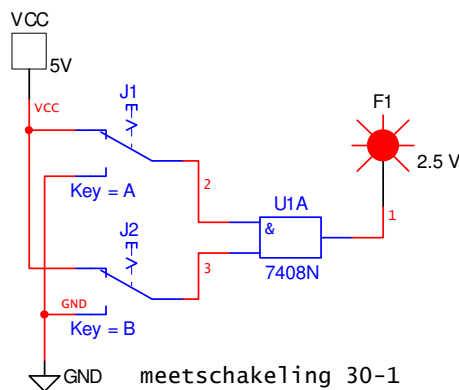 VCC
5V
VCC
J1
Key = A
2
F1
2.5 V
1
U1A
&
7408N
J2
3
GND
Key = B
GND
meetschakeling 30-1